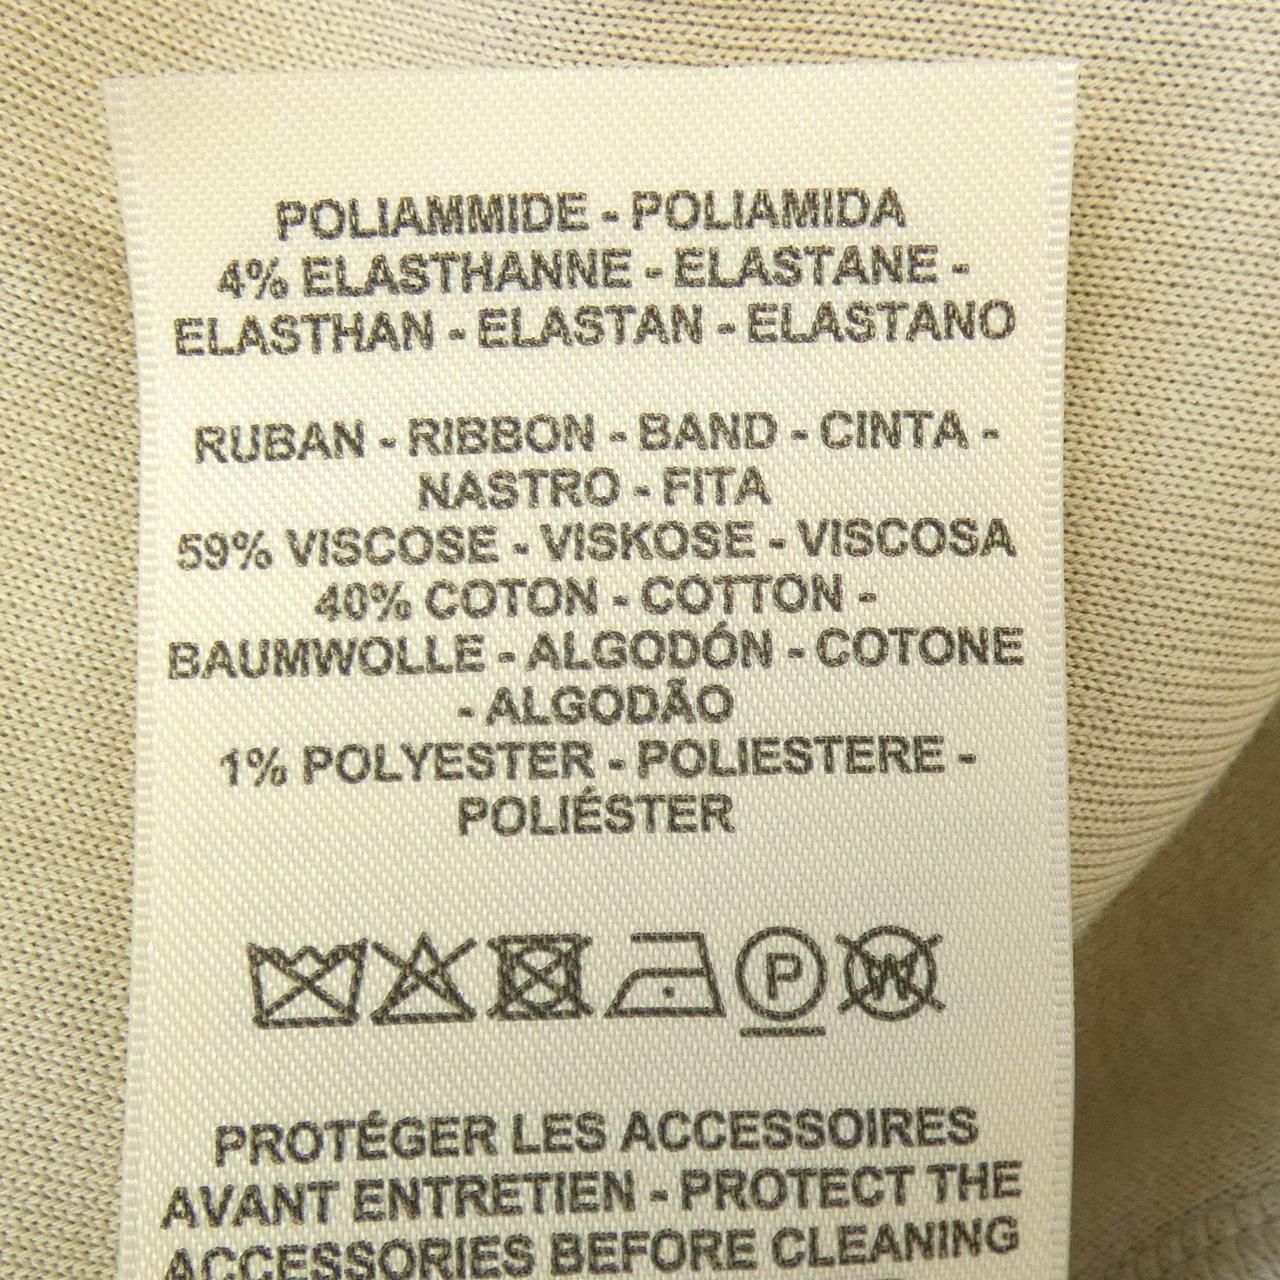 POLIAMMIDE - POLIAMIDA
4% ELASTHANNE - ELASTANE -
ELASTHAN - ELASTAN - ELASTANO
RUBAN - RIBBON - BAND - CINTA -
NASTRO - FITA
59% VISCOSE - VISKOSE - VISCOSA
40% COTON - COTTON -
BAUMWOLLE - ALGODÓN - COTONE
- ALGODÃO
1% POLYESTER - POLIESTERE -
POLIÉSTER
P W
PROTÉGER LES ACCESSOIRES
AVANT ENTRETIEN - PROTECT THE
ACCESSORIES BEFORE CLEANING